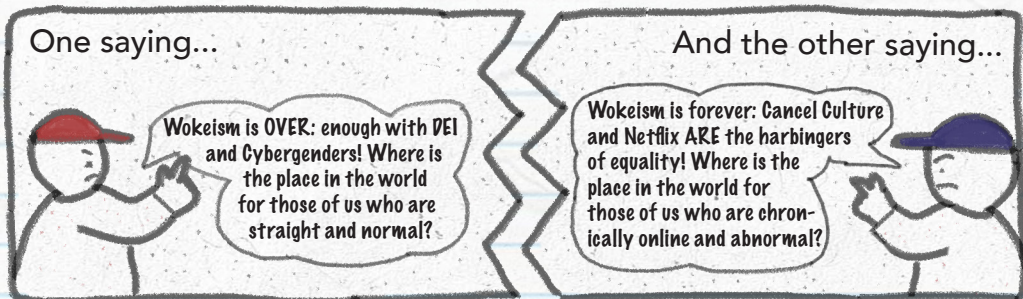 One saying...
Wokeism is OVER: enough with DEI
and Cybergenders! Where is
the place in the world
for those of us who are
straight and normal?
And the other saying...
Wokeism is forever: Cancel Culture
and Netflix ARE the harbingers
of equality! Where is the
place in the world for
those of us who are chron-
ically online and abnormal?